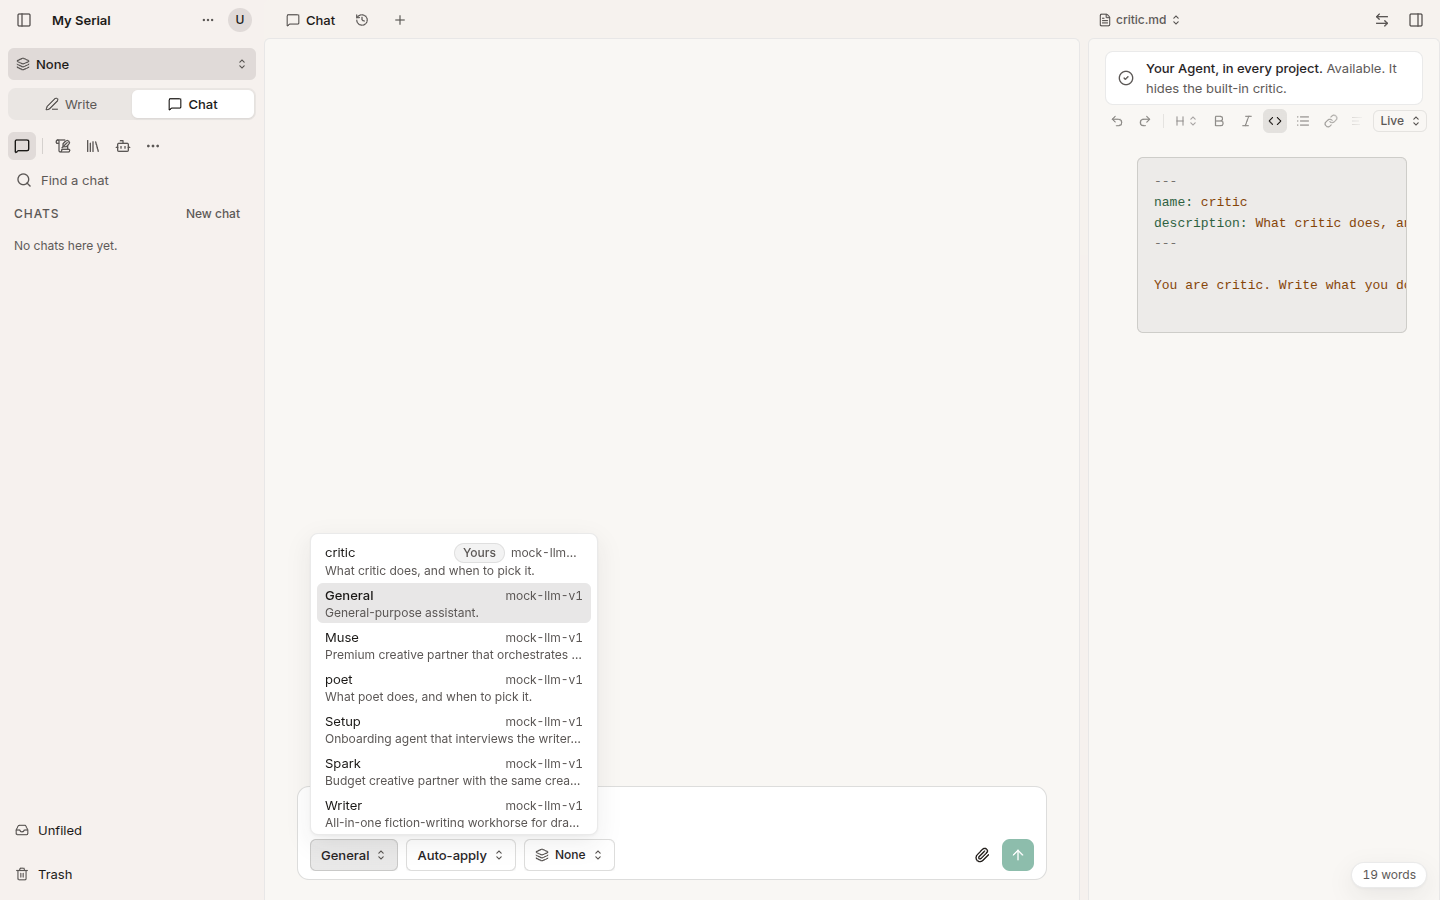 My Serial
U
None
Write
Chat
Find a chat
CHATS
New chat
No chats here yet.
Unfiled
Trash
Chat
critic
Yours
mock-llm...
What critic does, and when to pick it.
General
mock-llm-v1
General-purpose assistant.
Muse
mock-llm-v1
Premium creative partner that orchestrates ...
poet
mock-llm-v1
What poet does, and when to pick it.
Setup
mock-llm-v1
Onboarding agent that interviews the writer...
Spark
mock-llm-v1
Budget creative partner with the same crea...
Writer
mock-llm-v1
All-in-one fiction-writing workhorse for dra...
General
Auto-apply
None
critic.md
Your Agent, in every project. Available. It
hides the built-in critic.
H
B
I
Live
---
name: critic
description: What critic does, a
---
You are critic. Write what you d
19 words